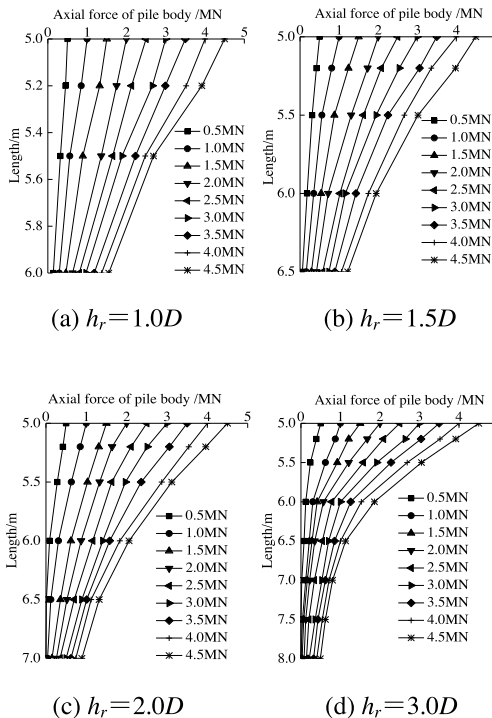 Axial force of pile body /MN
0 1 2 3 4 5
5.0
5.2
5.4
5.6
5.8
6.0
Length/m
0.5MN
1.0MN
1.5MN
2.0MN
2.5MN
3.0MN
3.5MN
4.0MN
4.5MN
(a) hr=1.0D
Axial force of pile body /MN
0 1 2 3 4 5
5.0
5.5
6.0
6.5
Length/m
0.5MN
1.0MN
1.5MN
2.0MN
2.5MN
3.0MN
3.5MN
4.0MN
4.5MN
(b) hr=1.5D
Axial force of pile body /MN
0 1 2 3 4 5
5.0
5.5
6.0
6.5
7.0
Length/m
0.5MN
1.0MN
1.5MN
2.0MN
2.5MN
3.0MN
3.5MN
4.0MN
4.5MN
(c) hr=2.0D
Axial force of pile body /MN
0 1 2 3 4 5
5.0
5.5
6.0
6.5
7.0
7.5
8.0
Length/m
0.5MN
1.0MN
1.5MN
2.0MN
2.5MN
3.0MN
3.5MN
4.0MN
4.5MN
(d) hr=3.0D